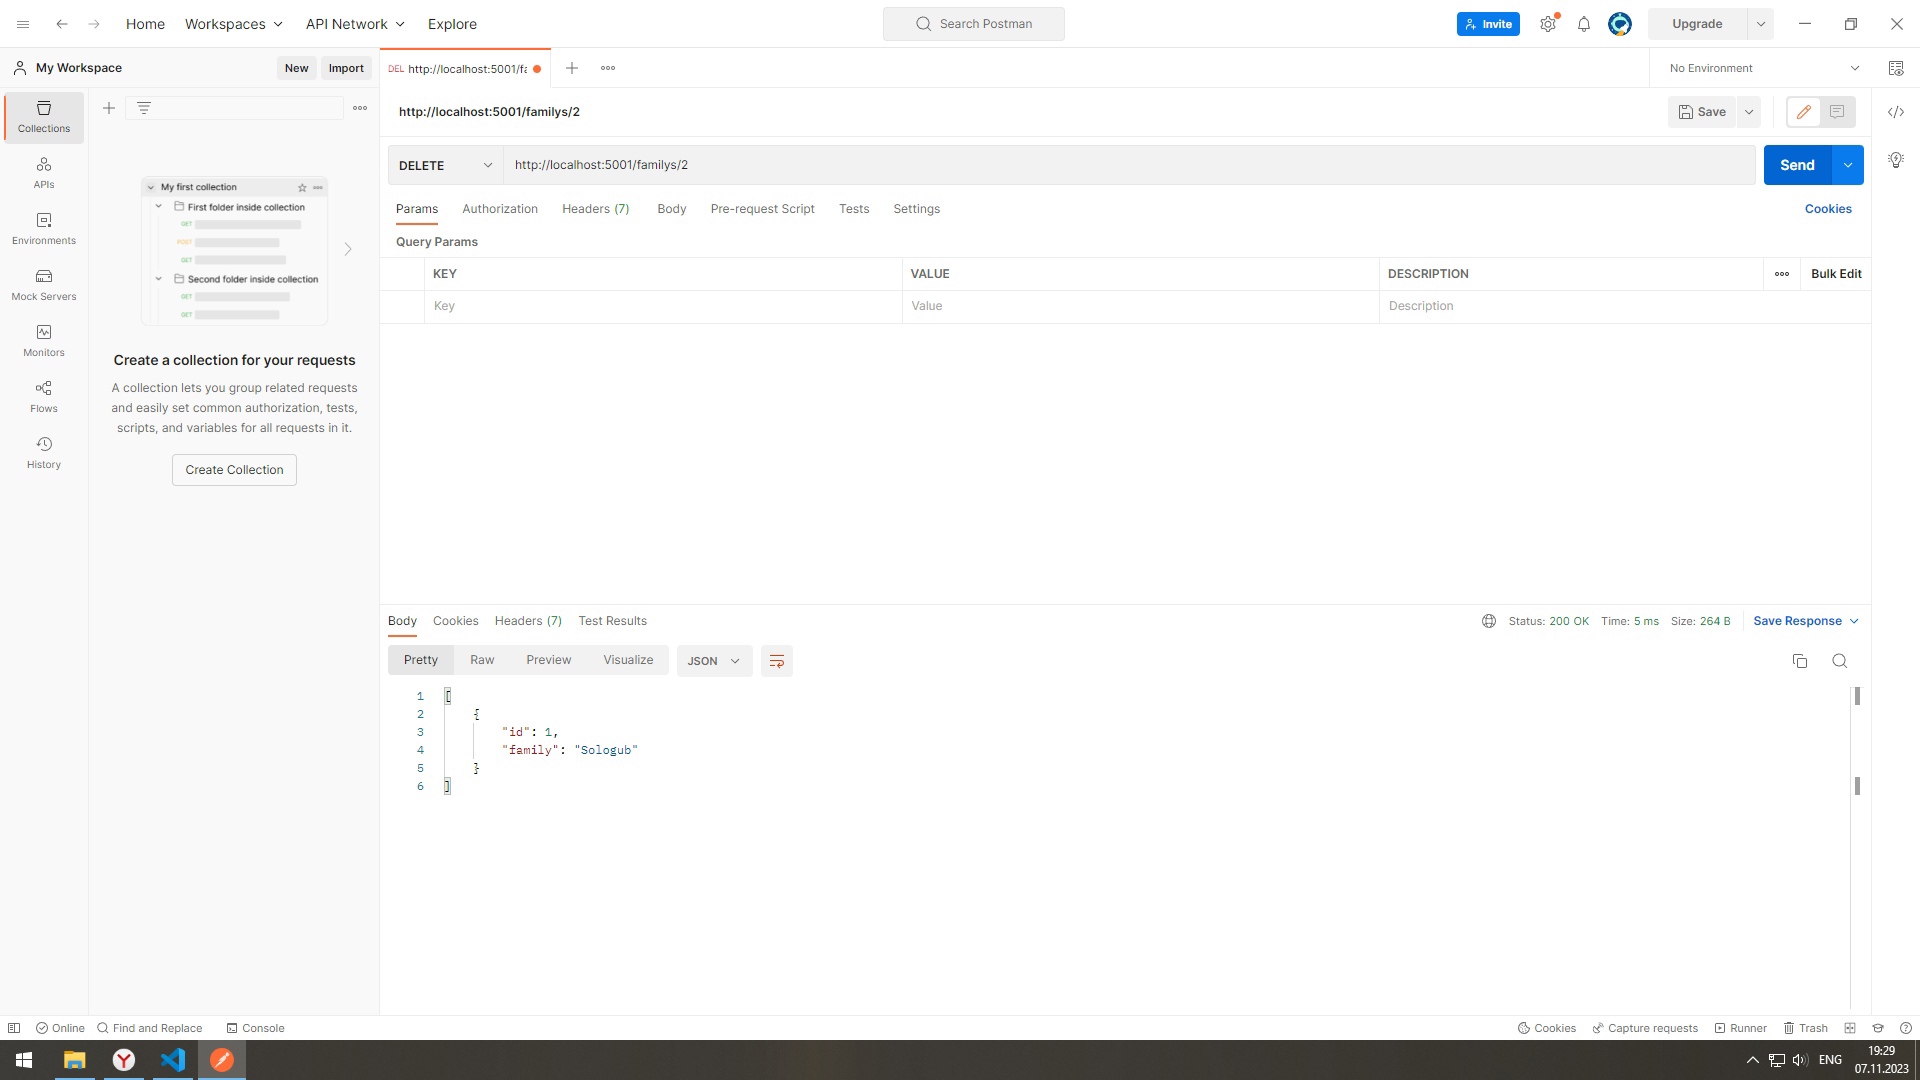 Home
Workspaces
API Network
Explore
Search Postman
Invite
Upgrade
My Workspace
New
Import
DEL http://localhost:5001/fa
No Environment
Collections
APIs
Environments
Mock Servers
Monitors
Flows
History
My first collection
First folder inside collection
GET
POST
GET
Second folder inside collection
GET
GET
Create a collection for your requests
A collection lets you group related requests
and easily set common authorization, tests,
scripts, and variables for all requests in it.
Create Collection
http://localhost:5001/familys/2
Save
DELETE
http://localhost:5001/familys/2
Send
Params
Authorization
Headers (7)
Body
Pre-request Script
Tests
Settings
Cookies
Query Params
KEY
VALUE
DESCRIPTION
Bulk Edit
Key
Value
Description
Body
Cookies
Headers (7)
Test Results
Status: 200 OK
Time: 5 ms
Size: 264 B
Save Response
Pretty
Raw
Preview
Visualize
JSON
1 [
2 {
3 "id": 1,
4 "family": "Sologub"
5 }
6 ]
Online
Find and Replace
Console
Cookies
Capture requests
Runner
Trash
ENG
19:29
07.11.2023